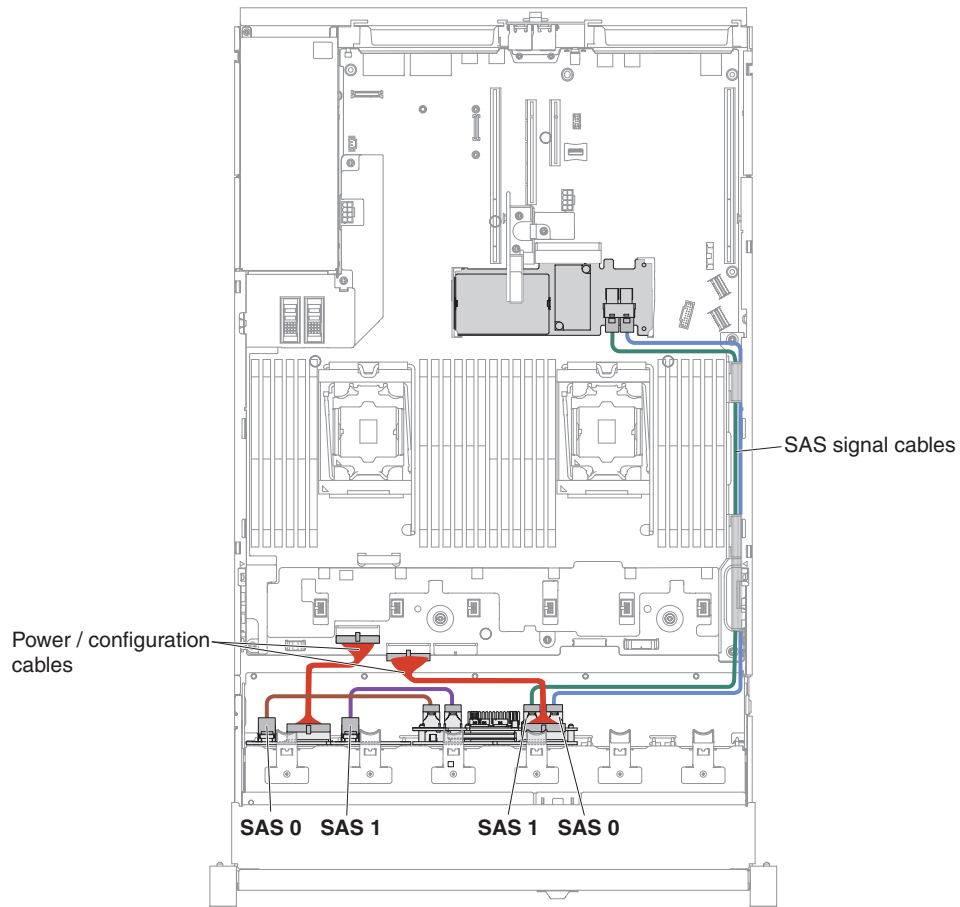 SAS signal cables
Power / configuration
cables
SAS 0 SAS 1 SAS 1 SAS 0